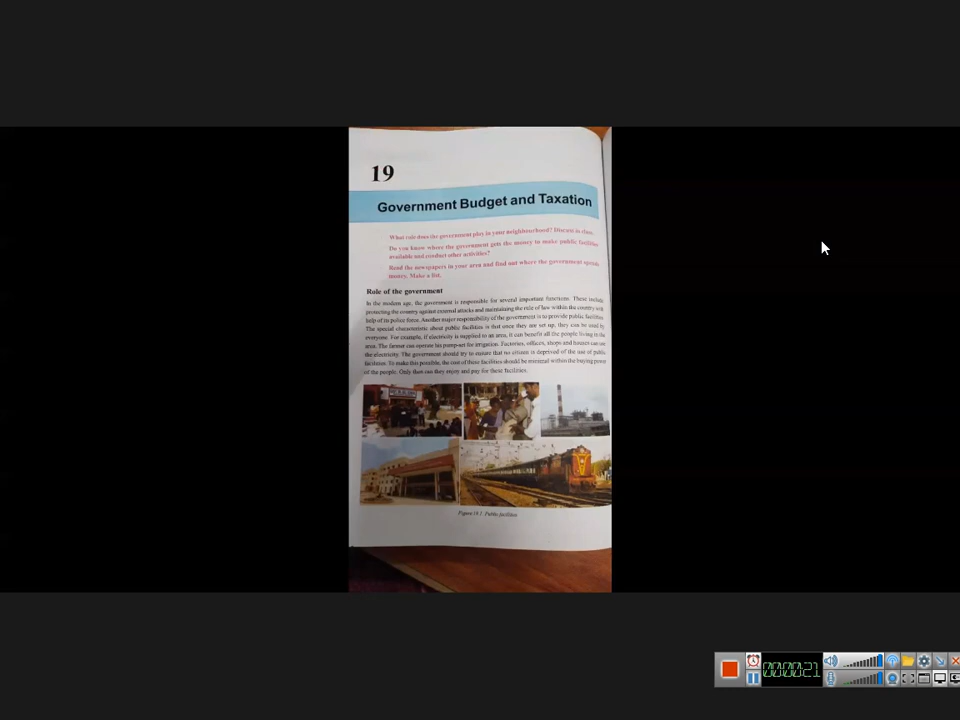 19
Government Budget and Taxation
What role does the government play in your neighbourhood? Discuss in class.
Do you know where the government gets the money to make public facilities
available and conduct other activities?
Read the newspapers in your area and find out where the government spends
money. Make a list.
Role of the government
In the modern age, the government is responsible for several important functions. These include
protecting the country against external attacks and maintaining the rule of law within the country with
help of its police force. Another major responsibility of the government is to provide public facilities.
The special characteristic about public facilities is that once they are set up, they can be used by
everyone. For example, if electricity is supplied to an area, it can benefit all the people living in the
area. The farmer can operate his pump-set for irrigation. Factories, offices, shops and houses can use
the electricity. The government should try to ensure that no citizen is deprived of the use of public
facilities. To make this possible, the cost of these facilities should be minimal within the buying power
of the people. Only then can they enjoy and pay for these facilities.
Figure 19.1 Public facilities
00:00:21